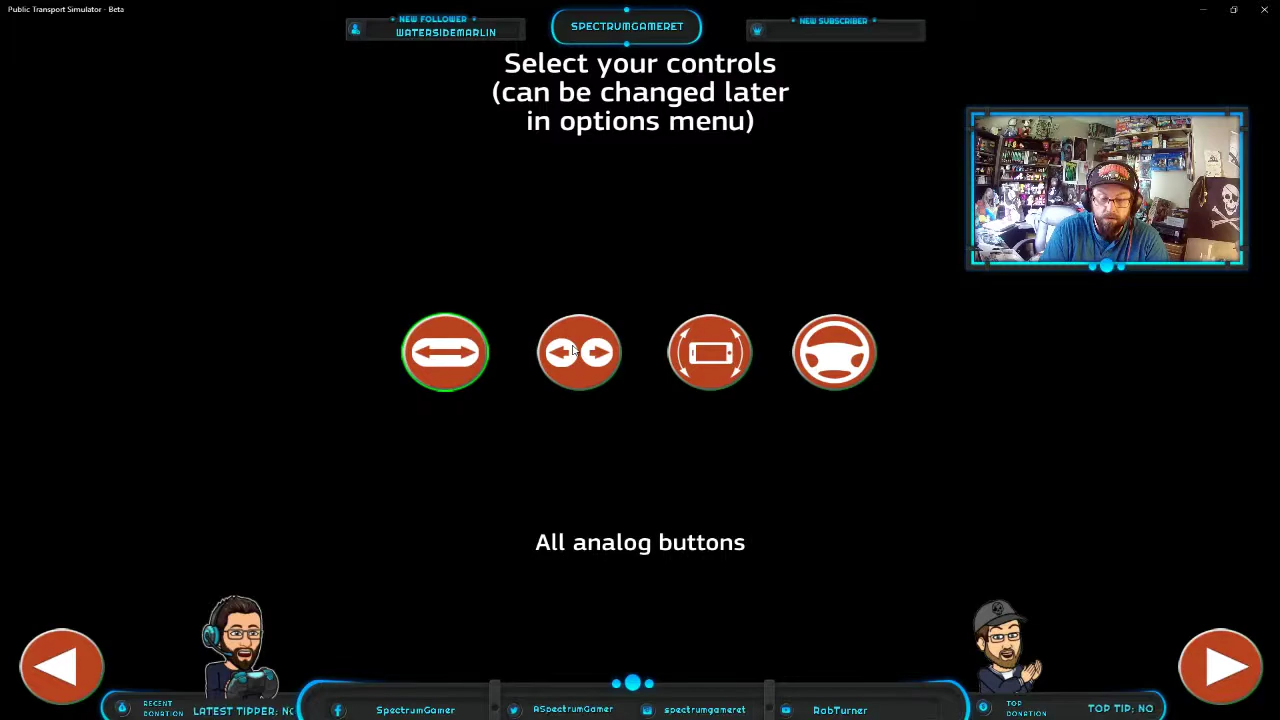 Public Transport Simulator - Beta
NEW FOLLOWER
WATERSIDEMARLIN
SPECTRUMGAMERET
NEW SUBSCRIBER
Select your controls
(can be changed later
in options menu)
All analog buttons
RECENT
DONATION
LATEST TIPPER: NO
SpectrumGamer
ASpectrumGamer
spectrumgameret
RobTurner
TOP
DONATION
TOP TIP: NO